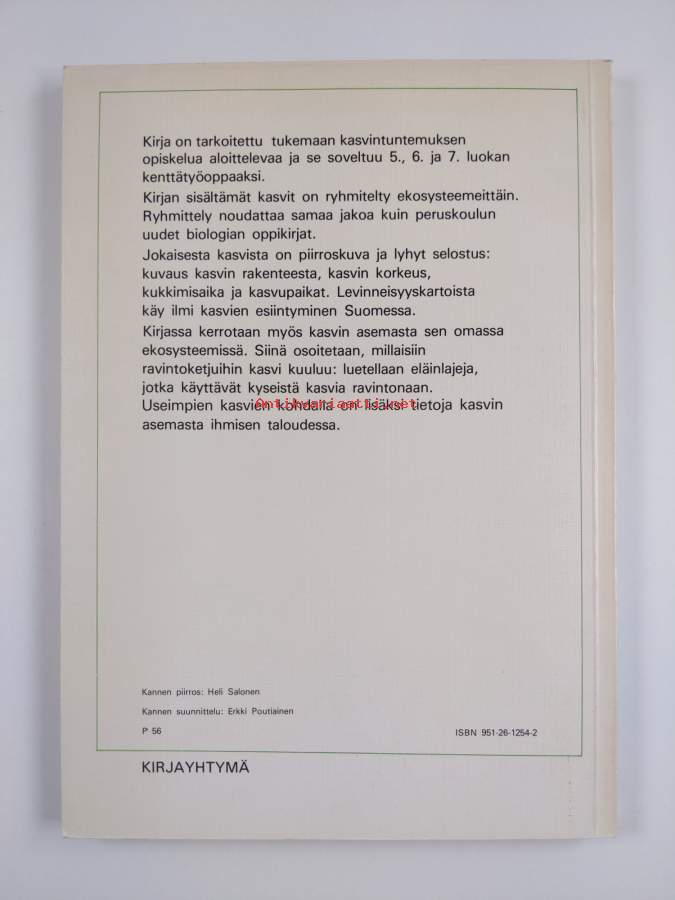 Kirja on tarkoitettu tukemaan kasvintuntemuksen
opiskelua aloittelevaa ja se soveltuu 5., 6. ja 7. luokan
kenttätyöoppaaksi.
Kirjan sisältämät kasvit on ryhmitelty ekosysteemeittäin.
Ryhmittely noudattaa samaa jakoa kuin peruskoulun
uudet biologian oppikirjat.
Jokaisesta kasvista on piirroskuva ja lyhyt selostus:
kuvaus kasvin rakenteesta, kasvin korkeus,
kukkimisaika ja kasvupaikat. Levinneisyyskartoista
käy ilmi kasvien esiintyminen Suomessa.
Kirjassa kerrotaan myös kasvin asemasta sen omassa
ekosysteemissä. Siinä osoitetaan, millaisiin
ravintoketjuihin kasvi kuuluu: luetellaan eläinlajeja,
jotka käyttävät kyseistä kasvia ravintonaan.
Antikvariaatti.net
Useimpien kasvien kohdalla on lisäksi tietoja kasvin
asemasta ihmisen taloudessa.
Kannen piirros: Heli Salonen
Kannen suunnittelu: Erkki Poutiainen
P 56
ISBN 951-26-1254-2
KIRJAYHTYMÄ